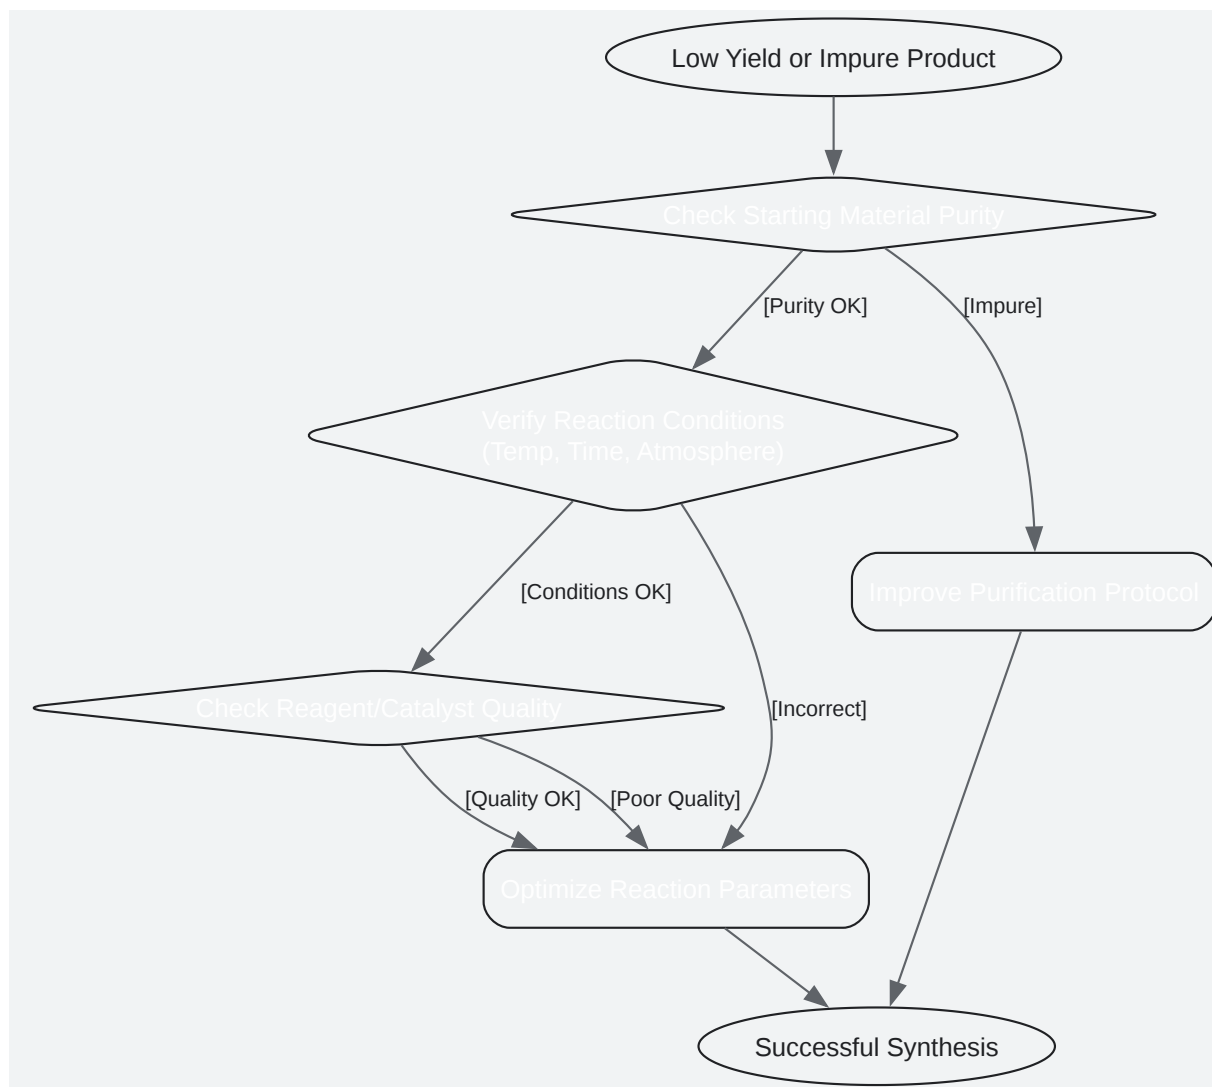 Low Yield or Impure Product
Check Starting Material Purity
[Purity OK]
[Impure]
Verify Reaction Conditions
(Temp, Time, Atmosphere)
[Conditions OK]
Improve Purification Protocol
Check Reagent/Catalyst Quality
[Incorrect]
[Quality OK]
[Poor Quality]
Optimize Reaction Parameters
Successful Synthesis